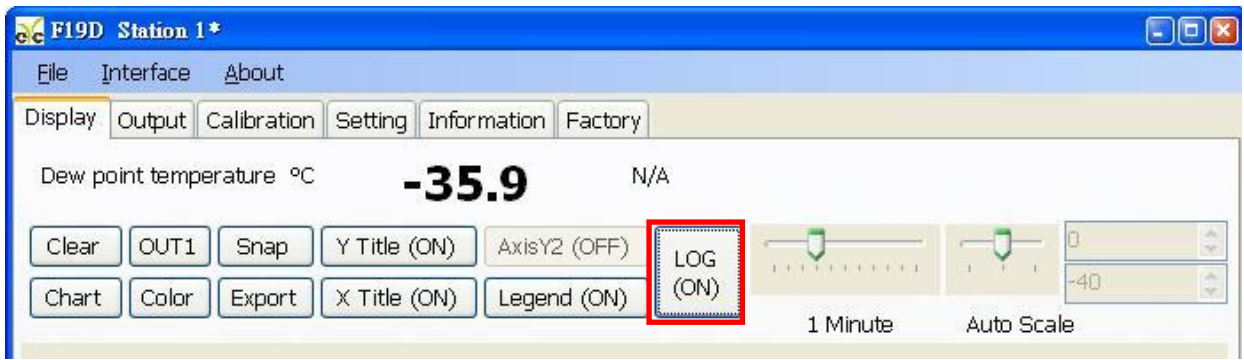 F19D Station 1*
File Interface About
Display Output Calibration Setting Information Factory
Dew point temperature °C -35.9 N/A
Clear OUT1 Snap Y Title (ON) AxisY2 (OFF) LOG (ON) 0
Chart Color Export X Title (ON) Legend (ON) -40
1 Minute Auto Scale